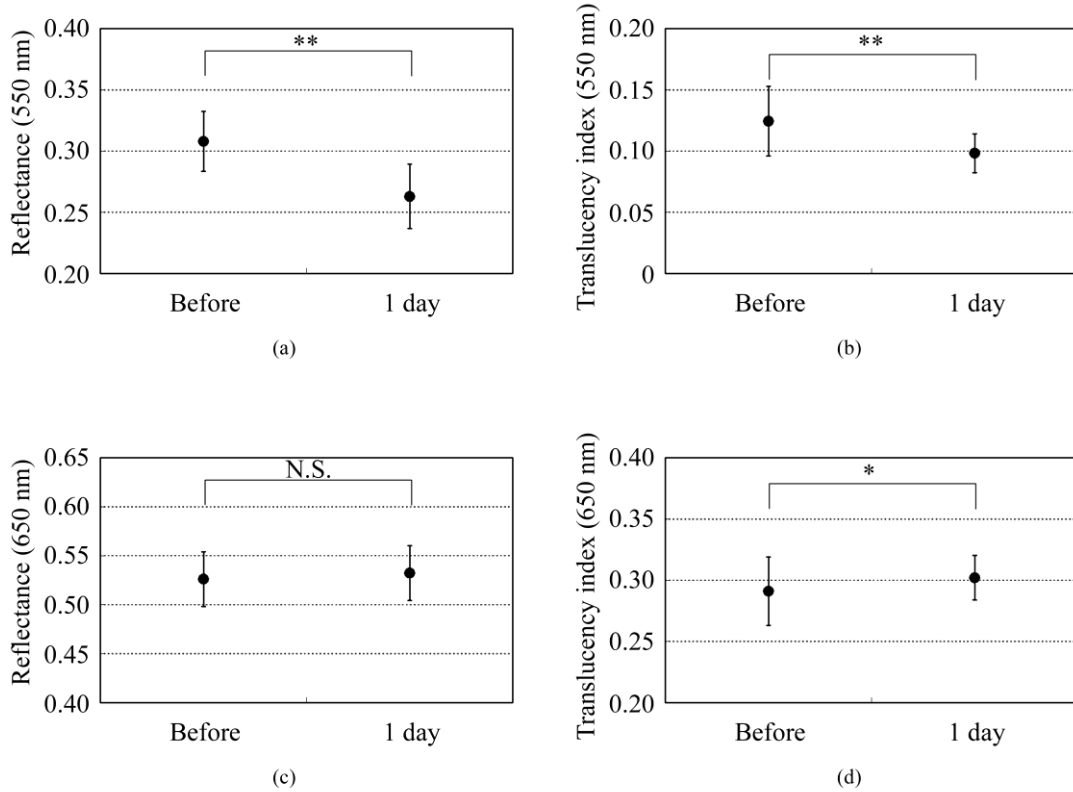 Reflectance (550 nm)
0.40
0.35
0.30
0.25
0.20
**
Before
1 day
(a)
Translucency index (550 nm)
0.20
0.15
0.10
0.05
0
**
Before
1 day
(b)
Reflectance (650 nm)
0.65
0.60
0.55
0.50
0.45
0.40
N.S.
Before
1 day
(c)
Translucency index (650 nm)
0.40
0.35
0.30
0.25
0.20
*
Before
1 day
(d)